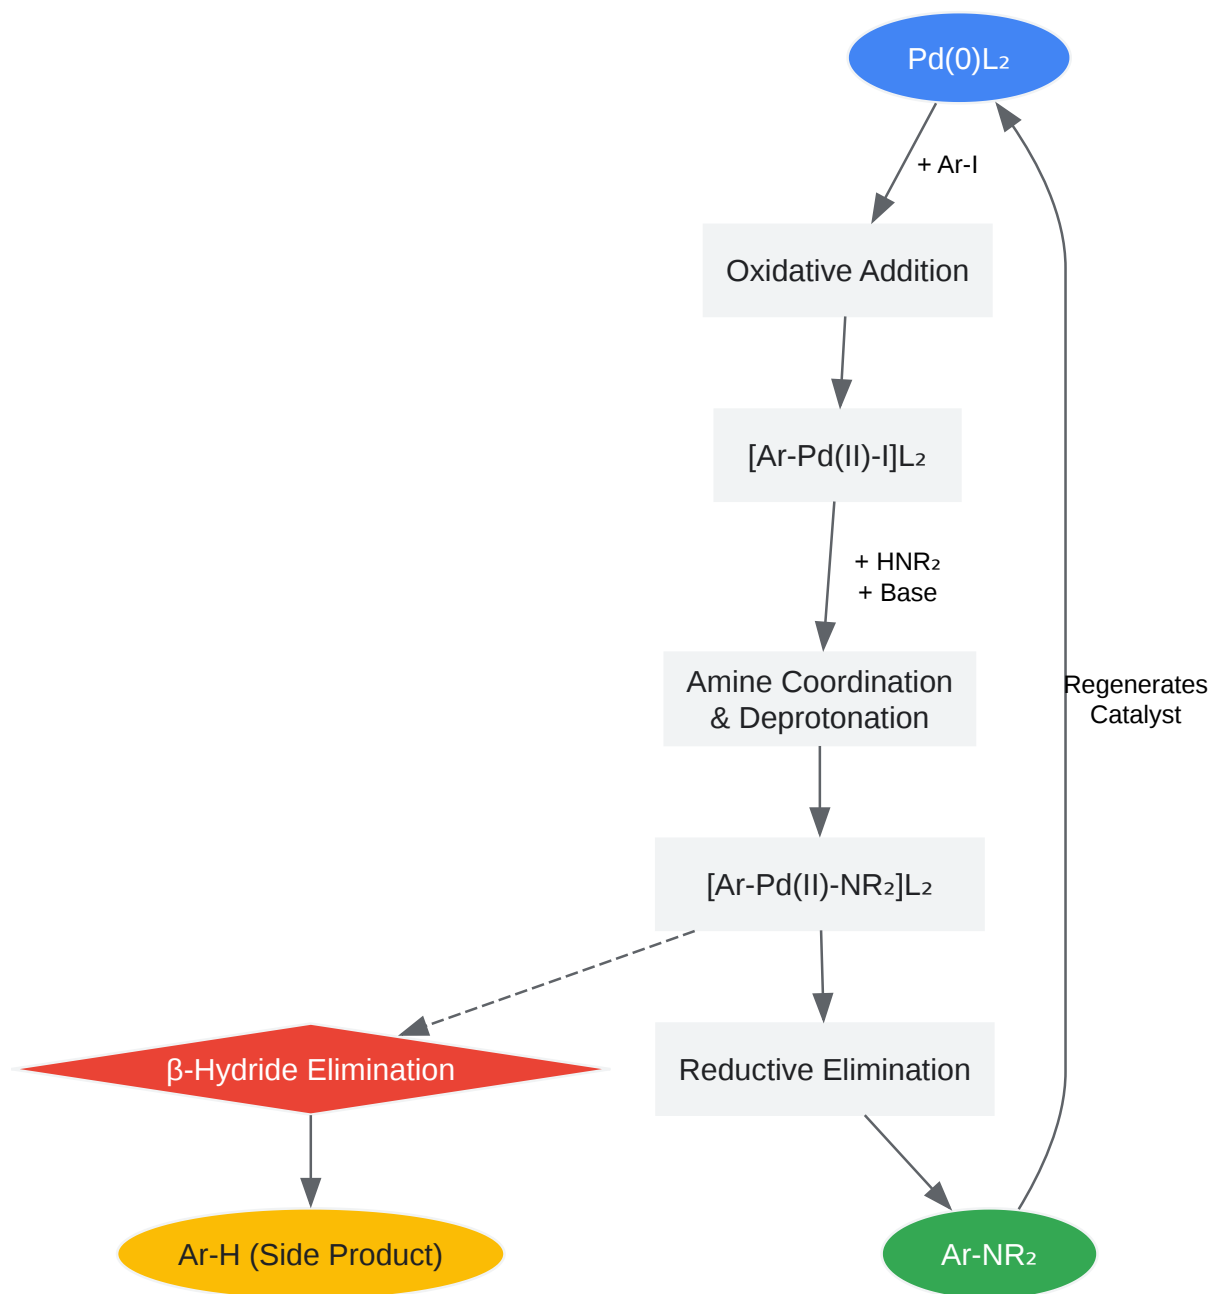 Pd(0)L₂
+ Ar-I
Oxidative Addition
[Ar-Pd(II)-I]L₂
+ HNR₂
+ Base
Amine Coordination
& Deprotonation
Regenerates
Catalyst
[Ar-Pd(II)-NR₂]L₂
β-Hydride Elimination
Reductive Elimination
Ar-H (Side Product)
Ar-NR₂